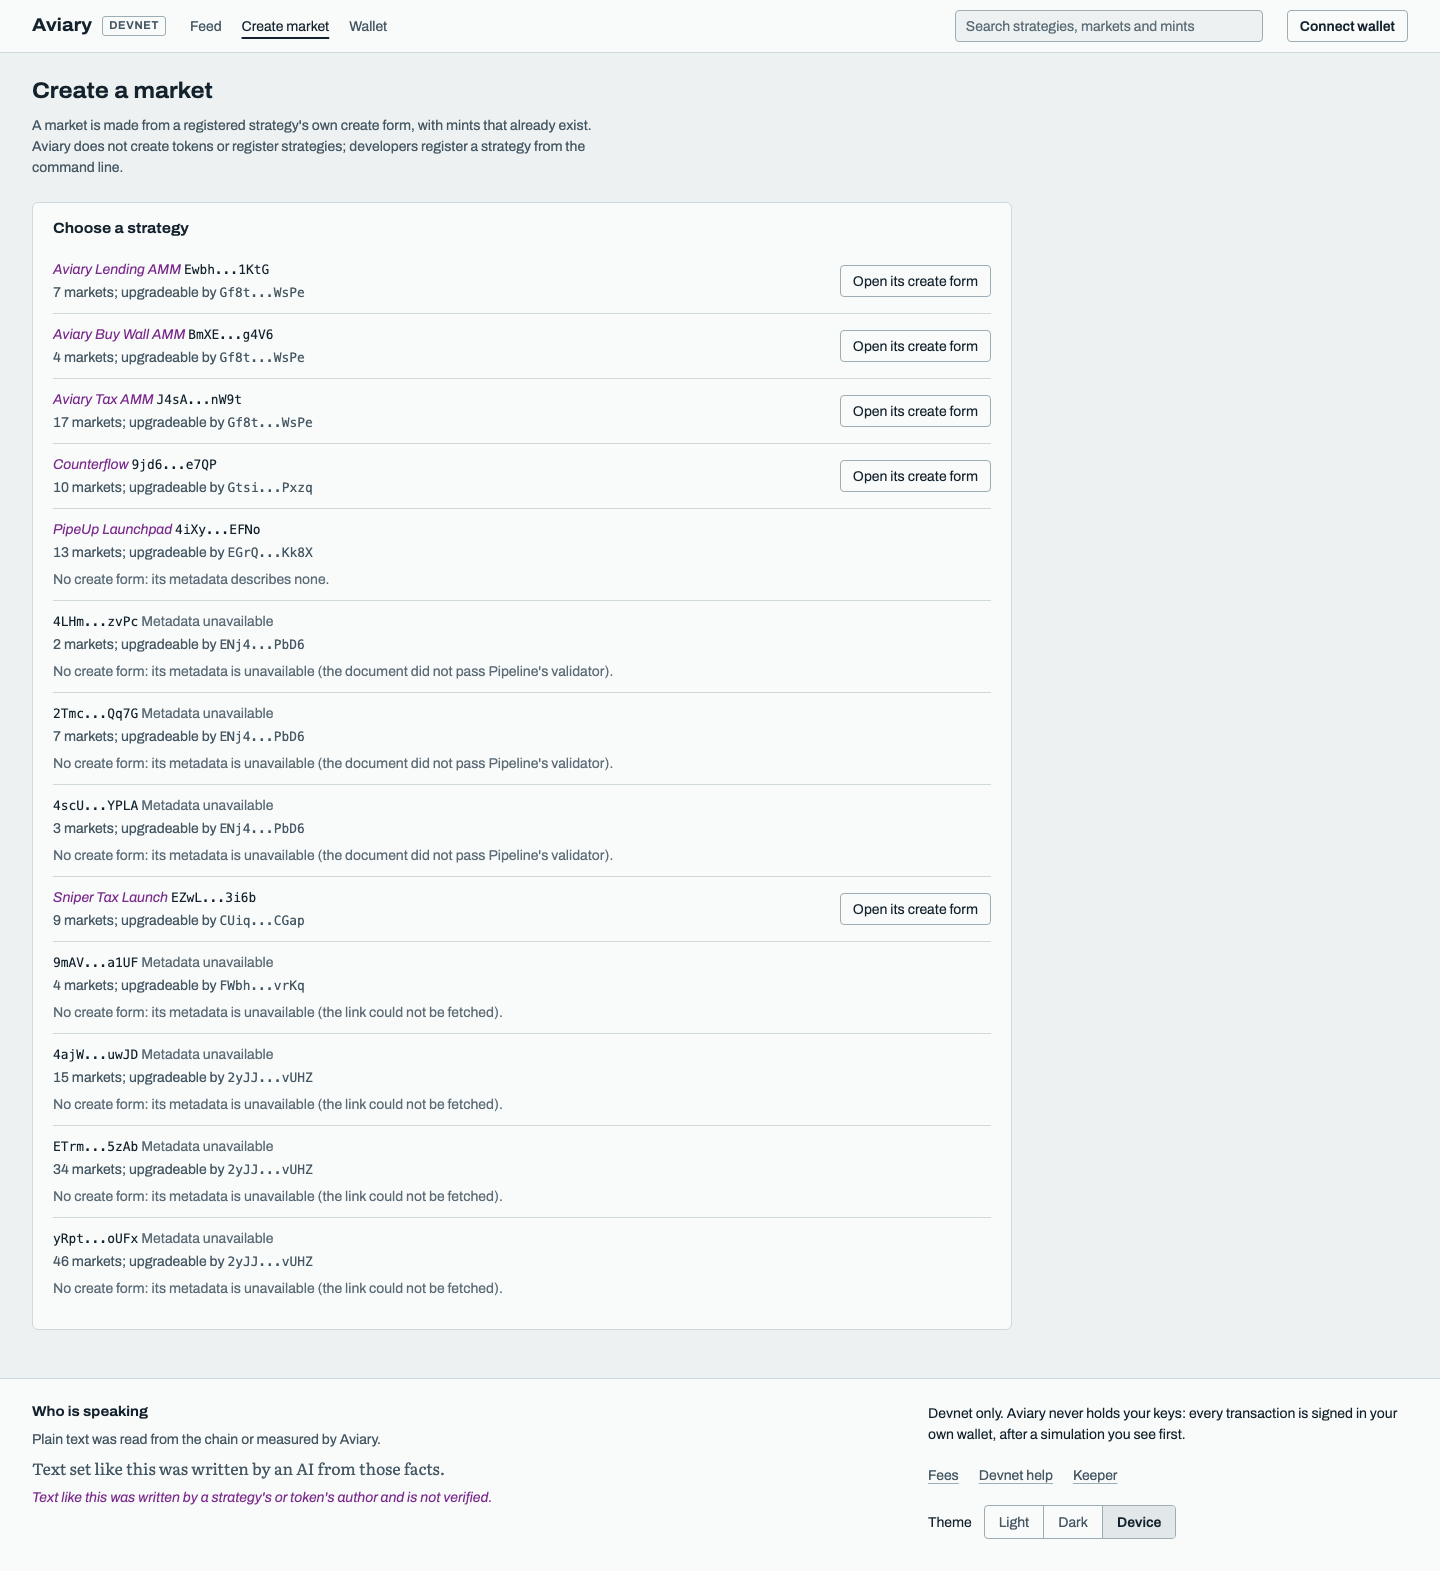 Aviary DEVNET Feed Create market Wallet Search strategies, markets and mints Connect wallet
Create a market
A market is made from a registered strategy's own create form, with mints that already exist.
Aviary does not create tokens or register strategies; developers register a strategy from the
command line.
Choose a strategy
Aviary Lending AMM Ewbh...1KtG
7 markets; upgradeable by Gf8t...WsPe
Open its create form
Aviary Buy Wall AMM BmXE...g4V6
4 markets; upgradeable by Gf8t...WsPe
Open its create form
Aviary Tax AMM J4sA...nW9t
17 markets; upgradeable by Gf8t...WsPe
Open its create form
Counterflow 9jd6...e7QP
10 markets; upgradeable by Gtsi...Pxzq
Open its create form
PipeUp Launchpad 4iXy...EFNo
13 markets; upgradeable by EGrQ...Kk8X
No create form: its metadata describes none.
4LHm...zvPc Metadata unavailable
2 markets; upgradeable by ENj4...PbD6
No create form: its metadata is unavailable (the document did not pass Pipeline's validator).
2Tmc...Qq7G Metadata unavailable
7 markets; upgradeable by ENj4...PbD6
No create form: its metadata is unavailable (the document did not pass Pipeline's validator).
4scU...YPLA Metadata unavailable
3 markets; upgradeable by ENj4...PbD6
No create form: its metadata is unavailable (the document did not pass Pipeline's validator).
Sniper Tax Launch EZwL...3i6b
9 markets; upgradeable by CUiq...CGap
Open its create form
9mAV...a1UF Metadata unavailable
4 markets; upgradeable by FWbh...vrKq
No create form: its metadata is unavailable (the link could not be fetched).
4ajW...uwJD Metadata unavailable
15 markets; upgradeable by 2yJJ...vUHZ
No create form: its metadata is unavailable (the link could not be fetched).
ETrm...5zAb Metadata unavailable
34 markets; upgradeable by 2yJJ...vUHZ
No create form: its metadata is unavailable (the link could not be fetched).
yRpt...oUFx Metadata unavailable
46 markets; upgradeable by 2yJJ...vUHZ
No create form: its metadata is unavailable (the link could not be fetched).
Who is speaking
Plain text was read from the chain or measured by Aviary.
Text set like this was written by an AI from those facts.
Text like this was written by a strategy's or token's author and is not verified.
Devnet only. Aviary never holds your keys: every transaction is signed in your
own wallet, after a simulation you see first.
Fees Devnet help Keeper
Theme Light Dark Device